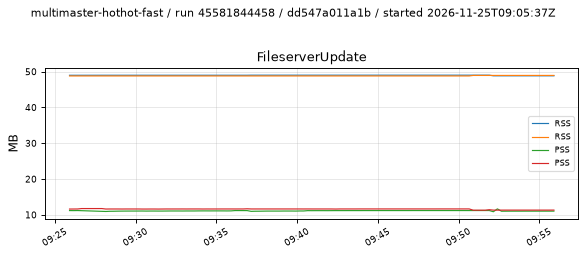 multimaster-hothot-fast / run 45581844458 / dd547a011a1b / started 2026-11-25T09:05:37Z
FileserverUpdate
MB
50
40
30
20
10
RSS
RSS
PSS
PSS
09:25
09:30
09:35
09:40
09:45
09:50
09:55